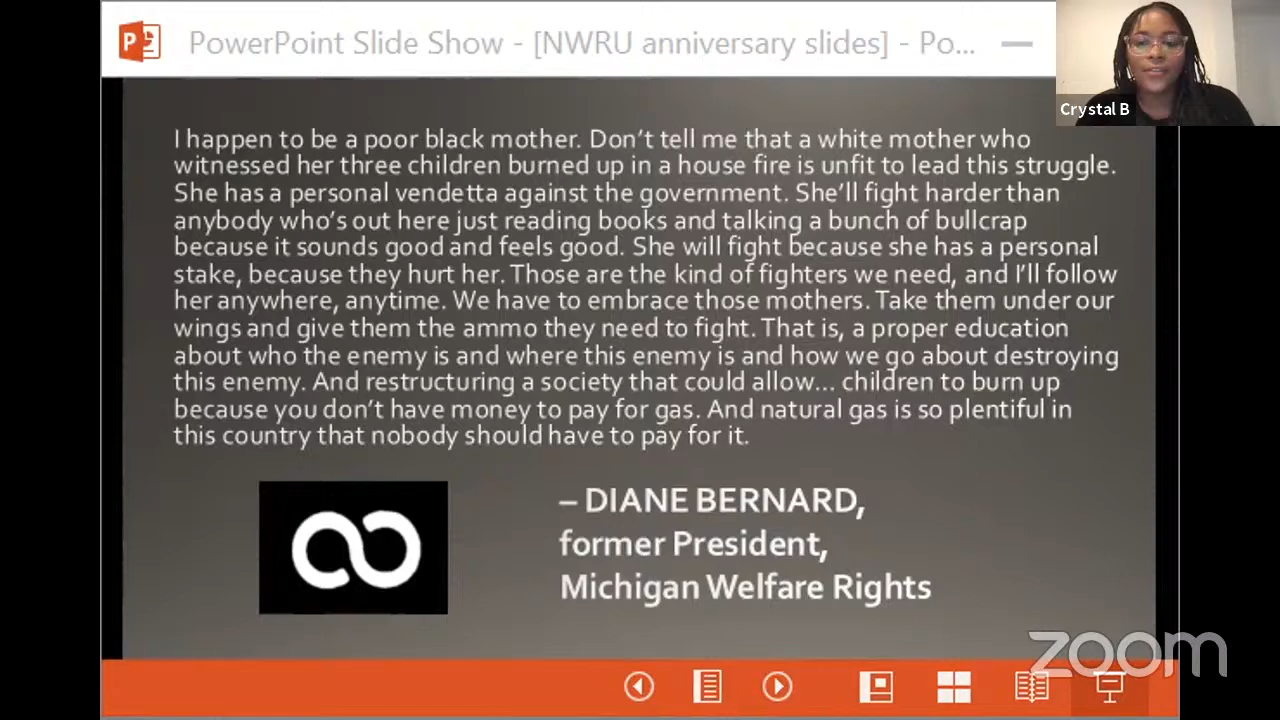 PowerPoint Slide Show - [NWRU anniversary slides] - Po...
Crystal B
I happen to be a poor black mother. Don't tell me that a white mother who
witnessed her three children burned up in a house fire is unfit to lead this struggle.
She has a personal vendetta against the government. She'll fight harder than
anybody who's out here just reading books and talking a bunch of bullcrap
because it sounds good and feels good. She will fight because she has a personal
stake, because they hurt her. Those are the kind of fighters we need, and I'll follow
her anywhere, anytime. We have to embrace those mothers. Take them under our
wings and give them the ammo they need to fight. That is, a proper education
about who the enemy is and where this enemy is and how we go about destroying
this enemy. And restructuring a society that could allow... children to burn up
because you don't have money to pay for gas. And natural gas is so plentiful in
this country that nobody should have to pay for it.
– DIANE BERNARD,
former President,
Michigan Welfare Rights
zoom